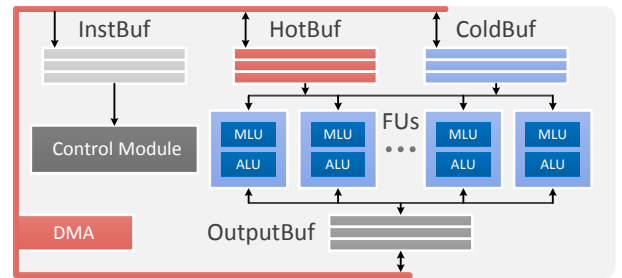 InstBuf HotBuf ColdBuf
FUs
MLU MLU MLU MLU
Control Module
ALU ALU ALU ALU
DMA
OutputBuf